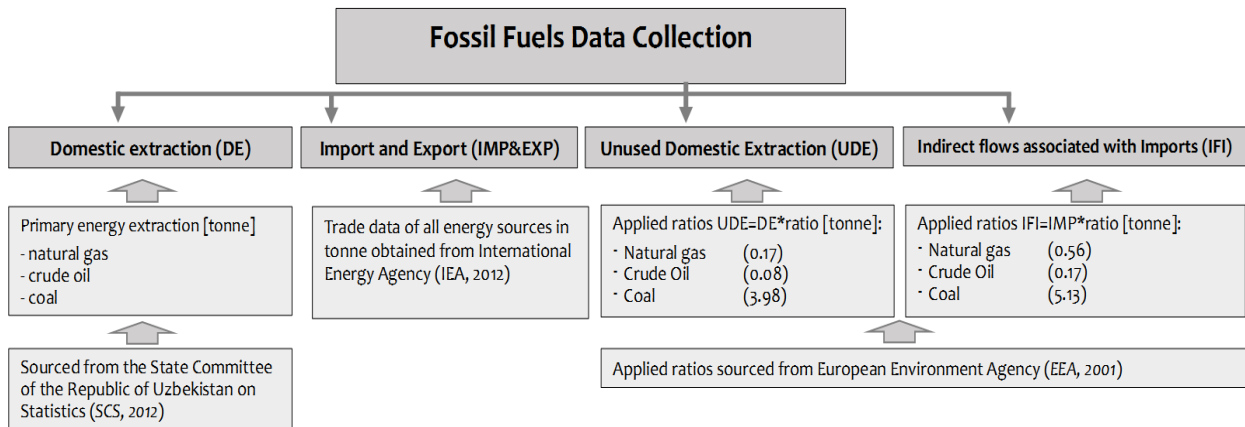 Fossil Fuels Data Collection
Domestic extraction (DE)
Import and Export (IMP&EXP)
Unused Domestic Extraction (UDE)
Indirect flows associated with Imports (IFI)
Primary energy extraction [tonne]
- natural gas
- crude oil
- coal
Trade data of all energy sources in
tonne obtained from International
Energy Agency (IEA, 2012)
Applied ratios UDE=DE*ratio [tonne]:
- Natural gas (0.17)
- Crude Oil (0.08)
- Coal (3.98)
Applied ratios IFI=IMP*ratio [tonne]:
- Natural gas (0.56)
- Crude Oil (0.17)
- Coal (5.13)
Sourced from the State Committee
of the Republic of Uzbekistan on
Statistics (SCS, 2012)
Applied ratios sourced from European Environment Agency (EEA, 2001)